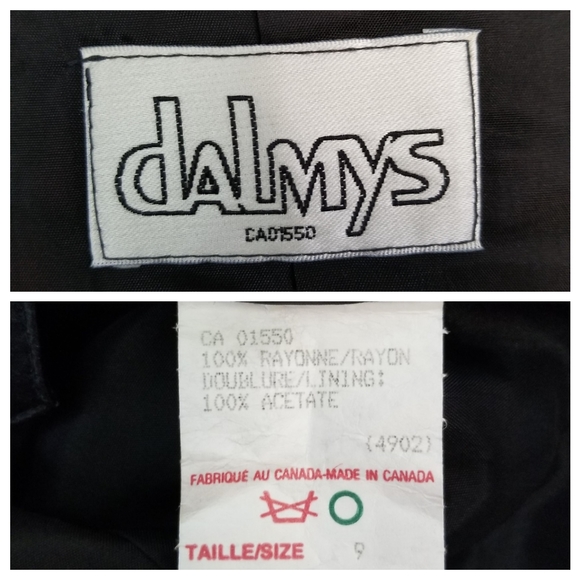 dalmys
CA01550
CA 01550
100% RAYONNE/RAYON
DOUBLURE/LINING:
100% ACETATE
(4902)
FABRIQUÉ AU CANADA-MADE IN CANADA
TAILLE/SIZE 9